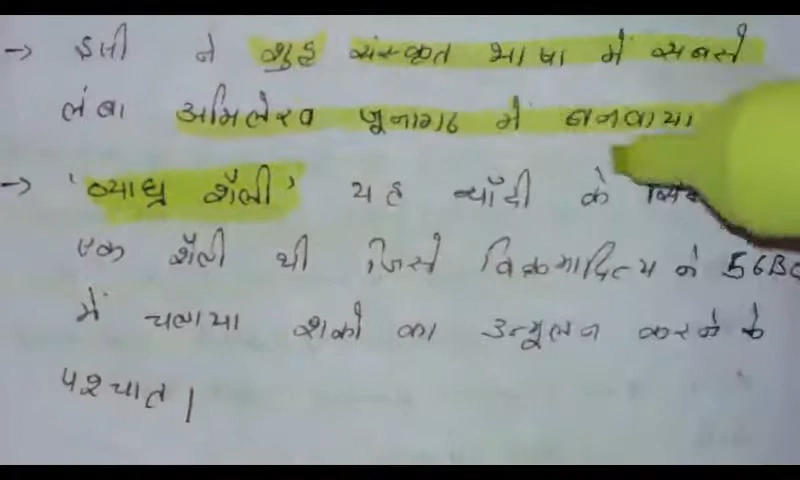 → इसी ने शुद्ध संस्कृत भाषा में सबसे
लंबा अभिलेख जूनागढ में बनवाया
→ 'व्याघ्र शैली' यह चाँदी के
एक शैली थी जिसे विक्रमादित्य ने 56BC
में चलाया शकों का उन्मूलन करने के
पश्चात।